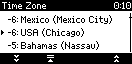 Time Zone 0:10
-6: Mexico (Mexico City)
-6: USA (Chicago)
-5: Bahamas (Nassau)